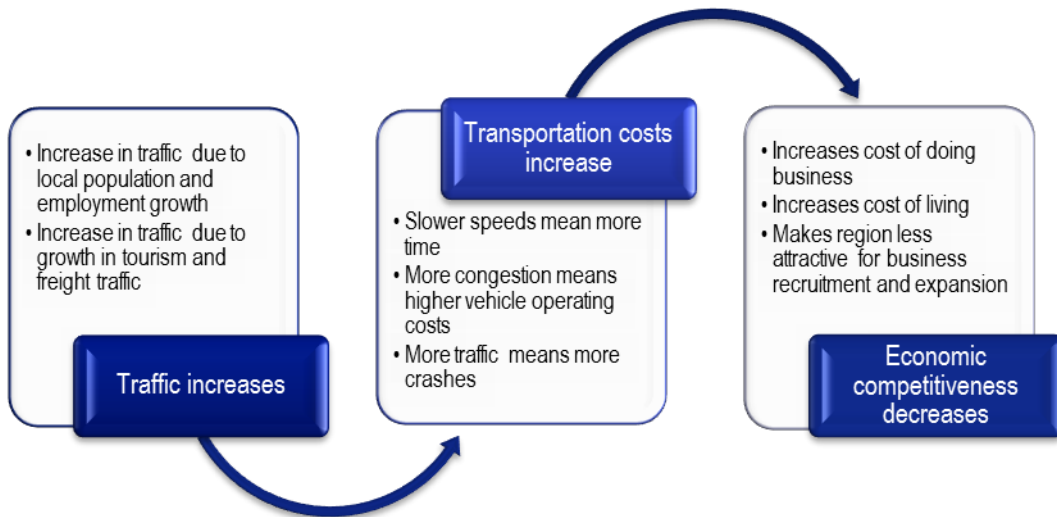 • Increase in traffic due to
local population and
employment growth
• Increase in traffic due to
growth in tourism and
freight traffic
Traffic increases
Transportation costs
increase
• Slower speeds mean more
time
• More congestion means
higher vehicle operating
costs
• More traffic means more
crashes
• Increases cost of doing
business
• Increases cost of living
• Makes region less
attractive for business
recruitment and expansion
Economic
competitiveness
decreases